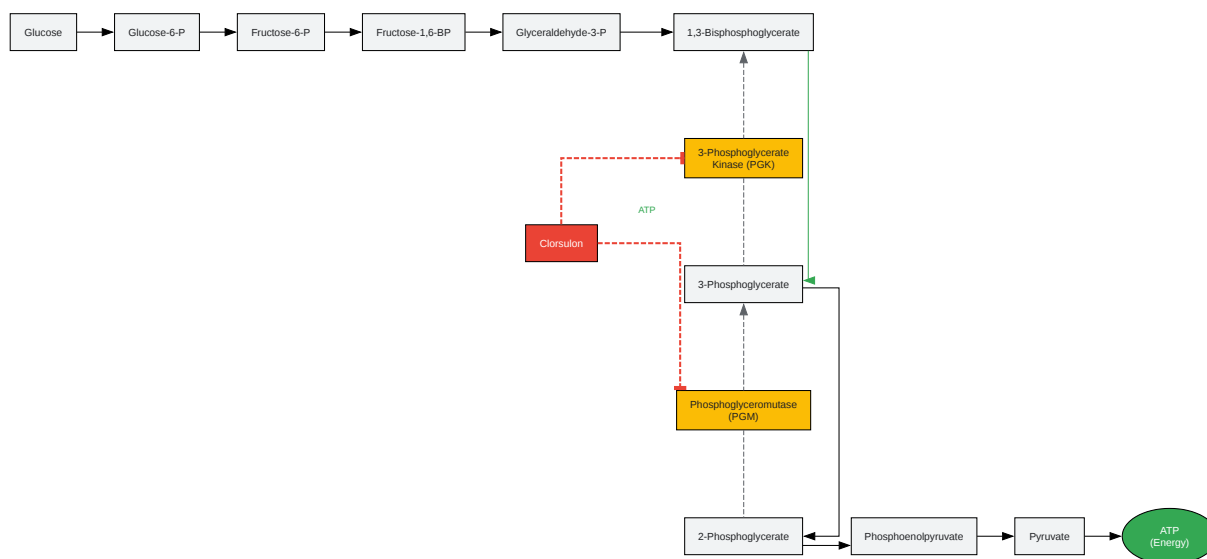 Glucose
Glucose-6-P
Fructose-6-P
Fructose-1,6-BP
Glyceraldehyde-3-P
1,3-Bisphosphoglycerate
3-Phosphoglycerate
Kinase (PGK)
ATP
Clorsulon
3-Phosphoglycerate
Phosphoglyceromutase
(PGM)
2-Phosphoglycerate
Phosphoenolpyruvate
Pyruvate
ATP
(Energy)